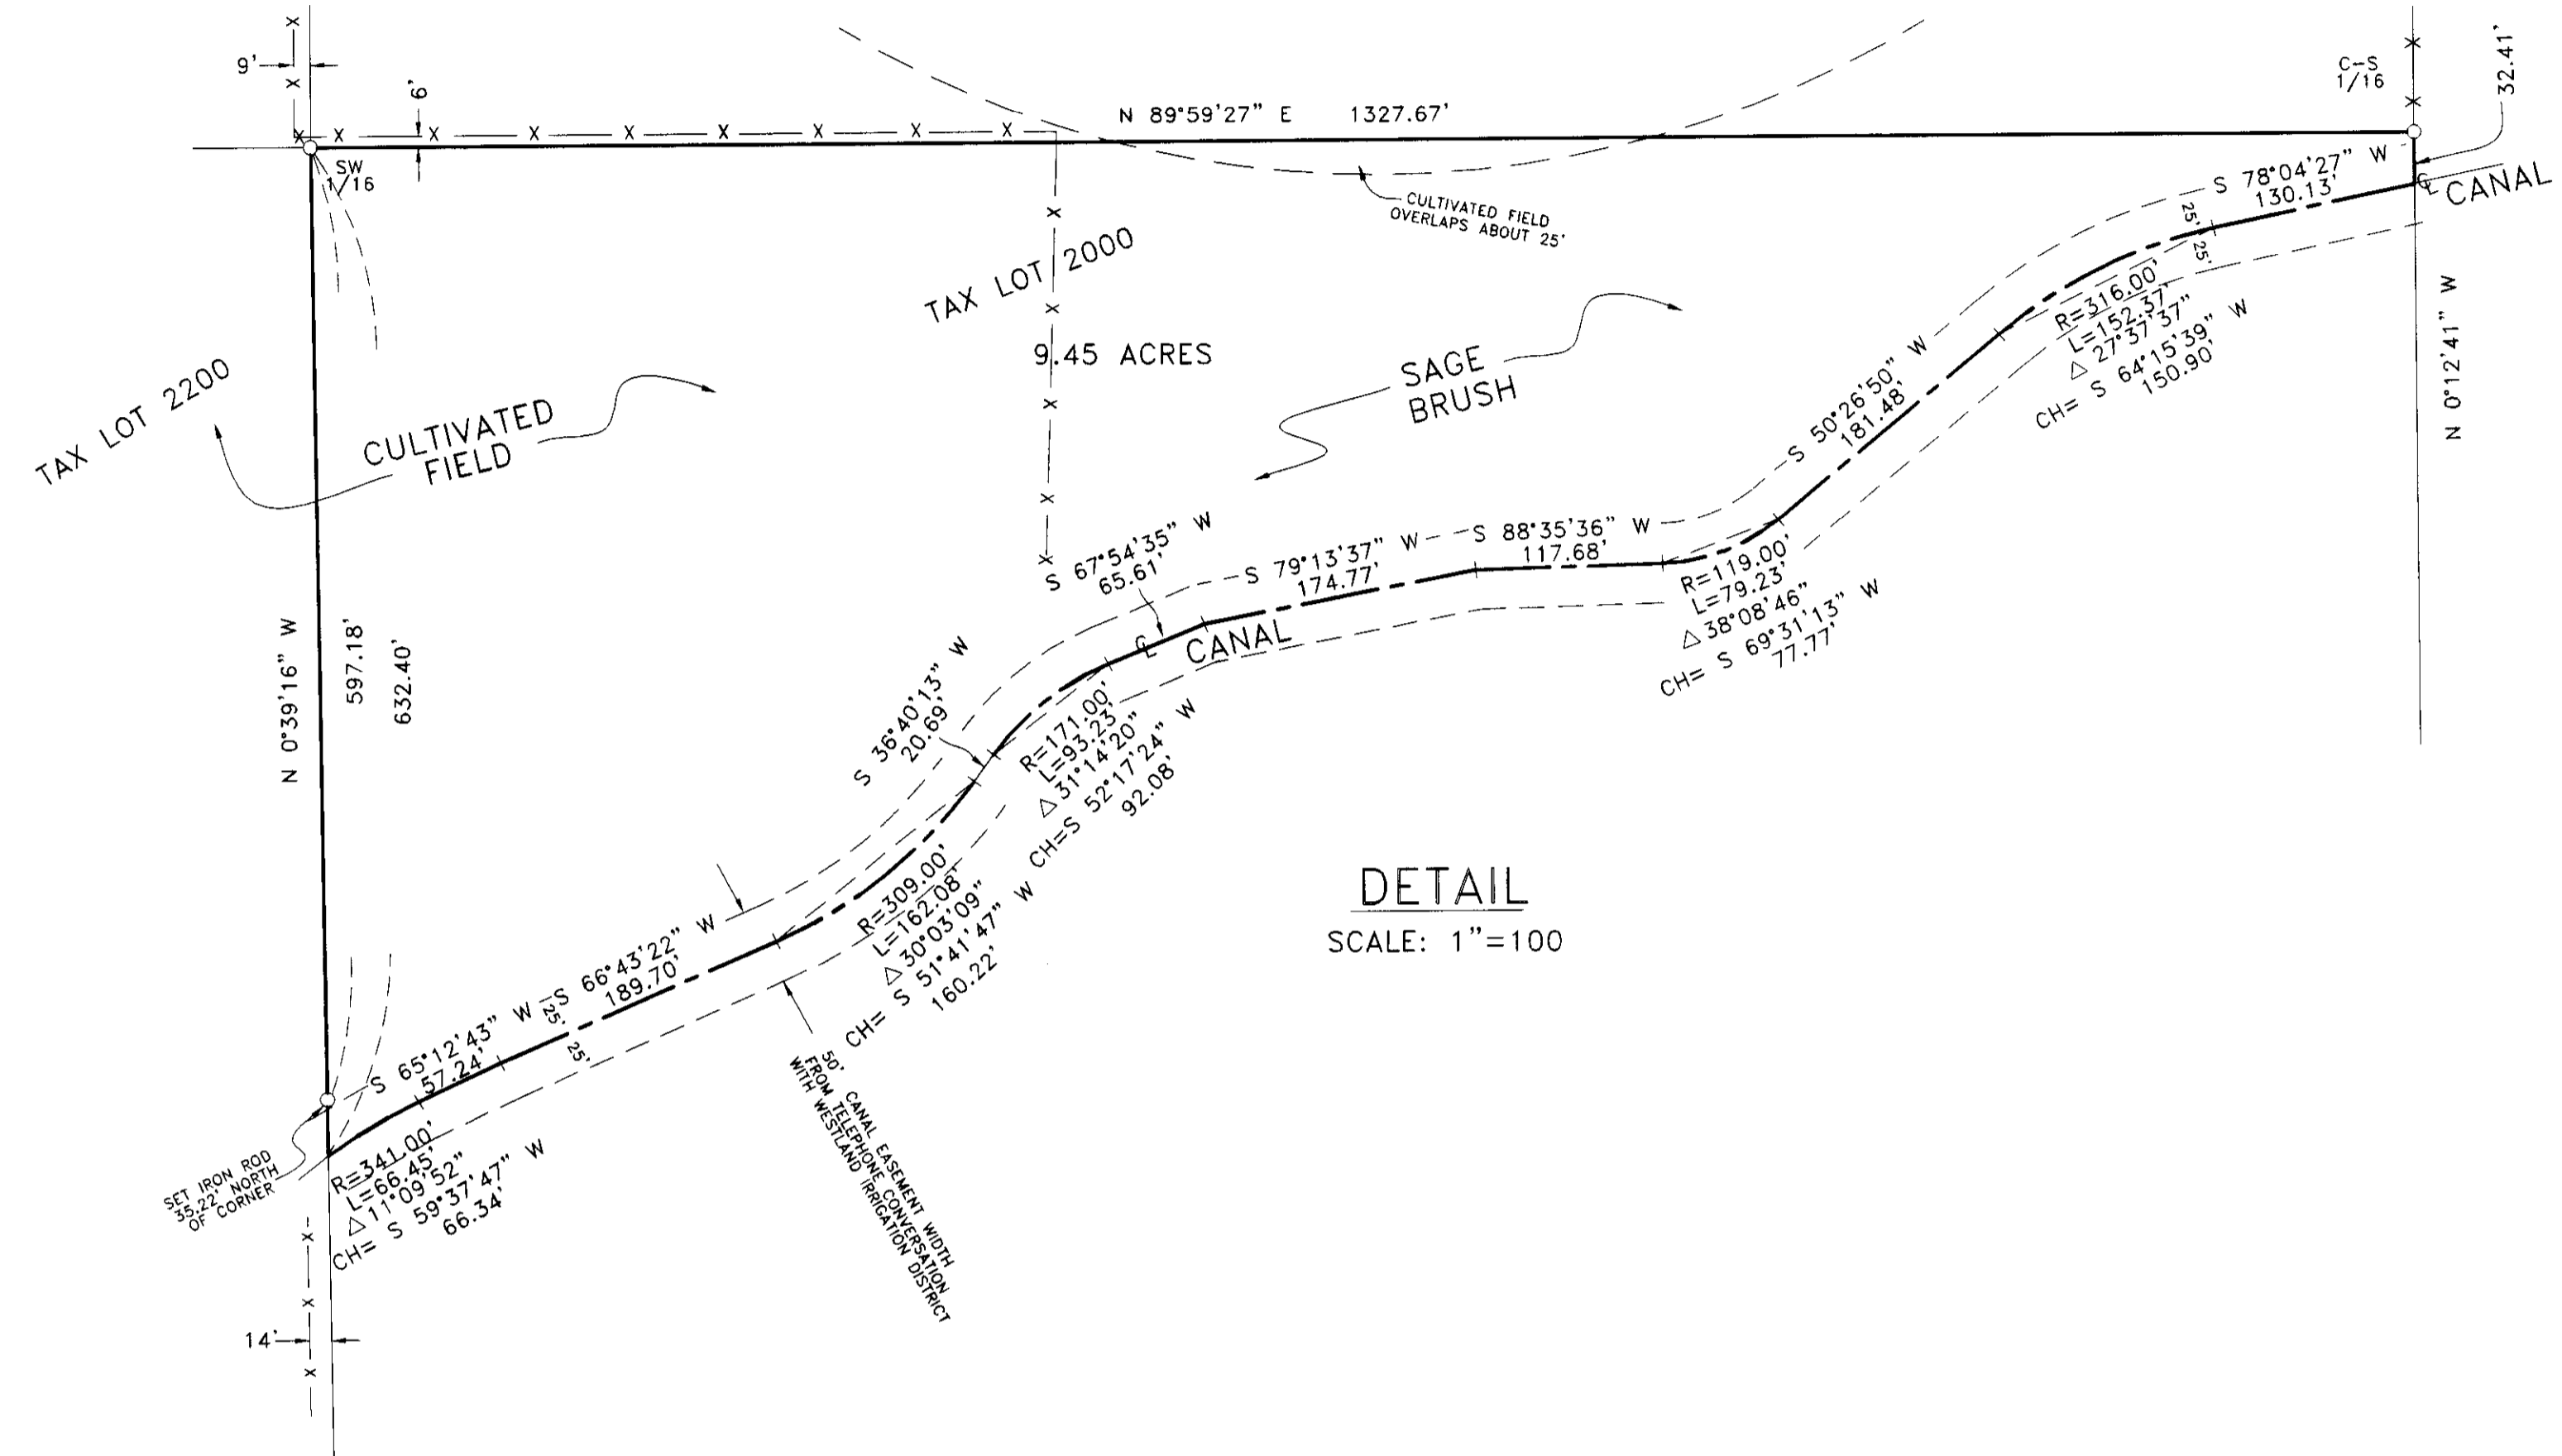 9'
6'
N 89°59'27" E 1327.67'
C-S
1/16
32.41'
SW
1/16
CULTIVATED FIELD
OVERLAPS ABOUT 25'
S 78°04'27" W
130.13'
℄ CANAL
25'
25'
TAX LOT 2000
9.45 ACRES
R=316.00'
L=152.37'
△ 27°37'37"
CH= S 64°15'39" W
150.90'
N 0°12'41" W
TAX LOT 2200
CULTIVATED
FIELD
SAGE
BRUSH
S 50°26'50" W
181.48'
S 67°54'35" W
65.61'
S 79°13'37" W
174.77'
S 88°35'36" W
117.68'
R=119.00'
L=79.23'
△ 38°08'46"
CH= S 69°31'13" W
77.77'
℄ CANAL
N 0°39'16" W
597.18'
632.40'
S 36°40'13" W
20.69'
R=171.00'
L=93.23'
△ 31°14'20"
CH=S 52°17'24" W
92.08'
R=309.00'
L=162.08'
△ 30°03'09"
CH= S 51°41'47" W
160.22'
DETAIL
SCALE: 1"=100
S 66°43'22" W
189.70'
25'
25'
S 65°12'43" W
57.24'
50' CANAL EASEMENT WIDTH
FROM TELEPHONE CONVERSATION
WITH WESTLAND IRRIGATION DISTRICT
SET IRON ROD
35.22' NORTH
OF CORNER
R=341.00'
L=66.45'
△ 11°09'52"
CH= S 59°37'47" W
66.34'
14'